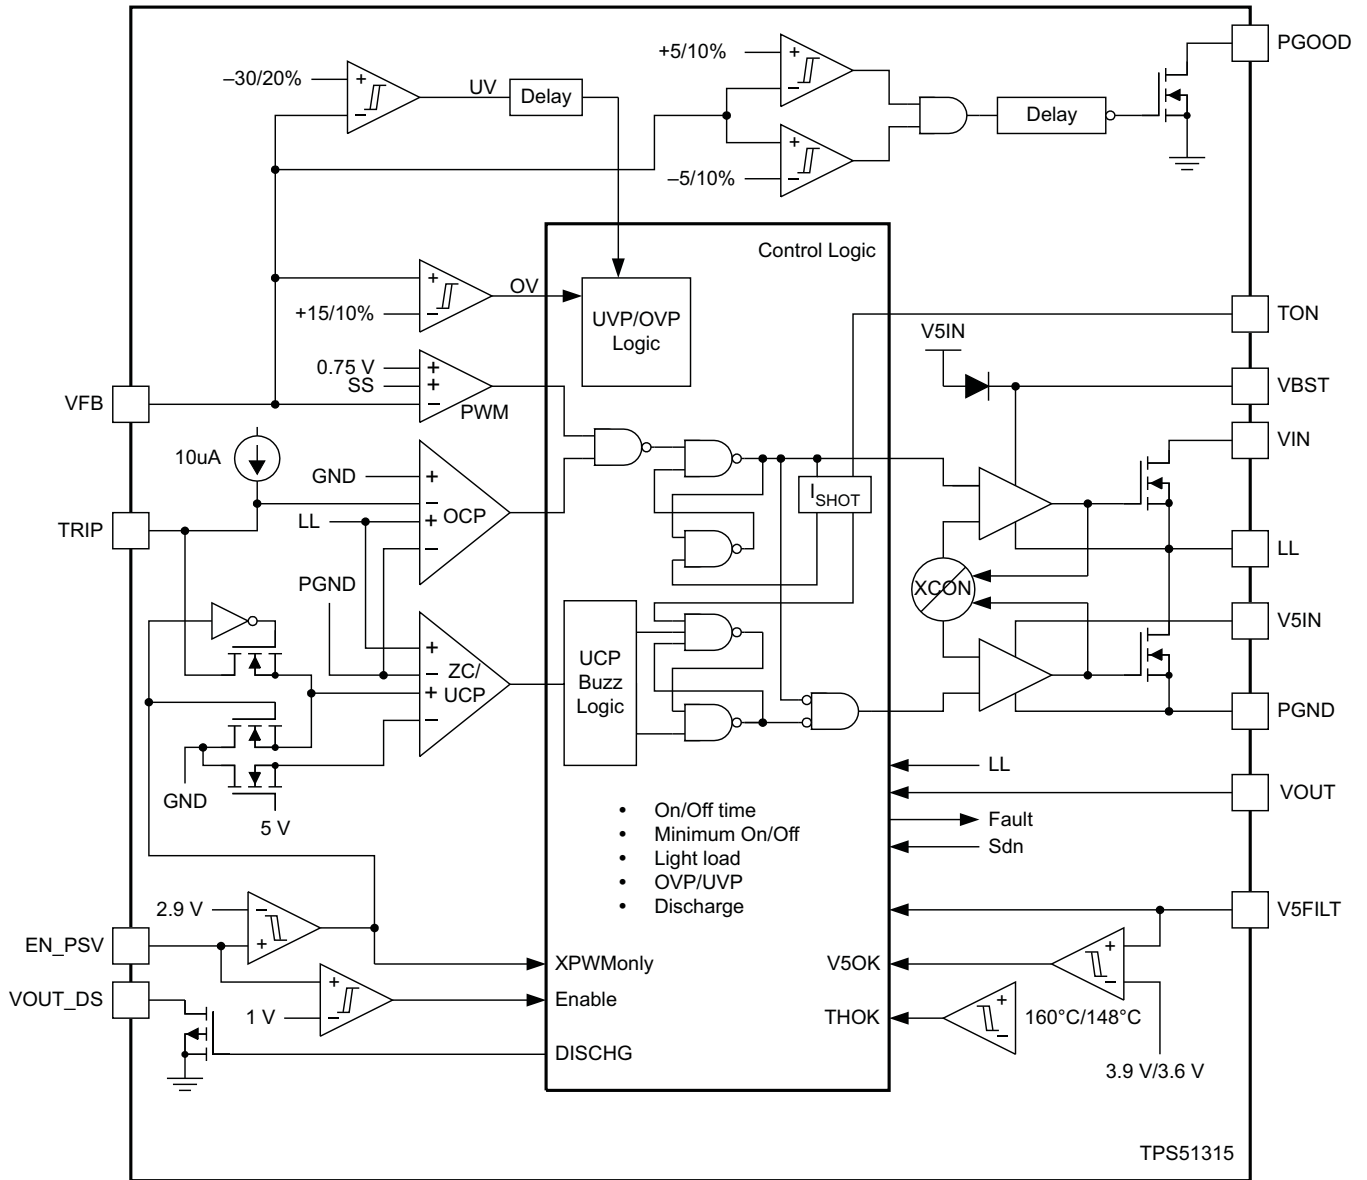 PGOOD
+5/10%
–30/20%
UV
Delay
Delay
–5/10%
Control Logic
OV
+15/10%
UVP/OVP
Logic
TON
V5IN
0.75 V
SS
PWM
VBST
VFB
VIN
10uA
GND
OCP
LL
TRIP
ISHOT
LL
PGND
XCON
V5IN
ZC/
UCP
UCP
Buzz
Logic
PGND
GND
5 V
LL
VOUT
• On/Off time
• Minimum On/Off
• Light load
• OVP/UVP
• Discharge
Fault
Sdn
2.9 V
V5FILT
EN_PSV
XPWMonly
V5OK
VOUT_DS
Enable
1 V
THOK
160°C/148°C
DISCHG
3.9 V/3.6 V
TPS51315